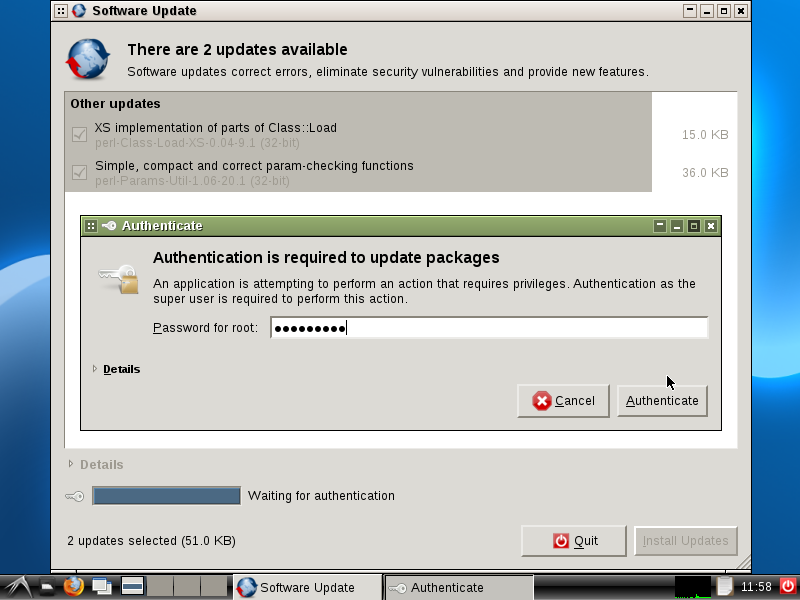 Software Update
There are 2 updates available
Software updates correct errors, eliminate security vulnerabilities and provide new features.
Other updates
XS implementation of parts of Class::Load
perl-Class-Load-XS-0.04-9.1 (32-bit)
15.0 KB
Simple, compact and correct param-checking functions
perl-Params-Util-1.06-20.1 (32-bit)
36.0 KB
Authenticate
Authentication is required to update packages
An application is attempting to perform an action that requires privileges. Authentication as the
super user is required to perform this action.
Password for root:
Details
Cancel
Authenticate
Details
Waiting for authentication
2 updates selected (51.0 KB)
Quit
Install Updates
Software Update
Authenticate
11:58